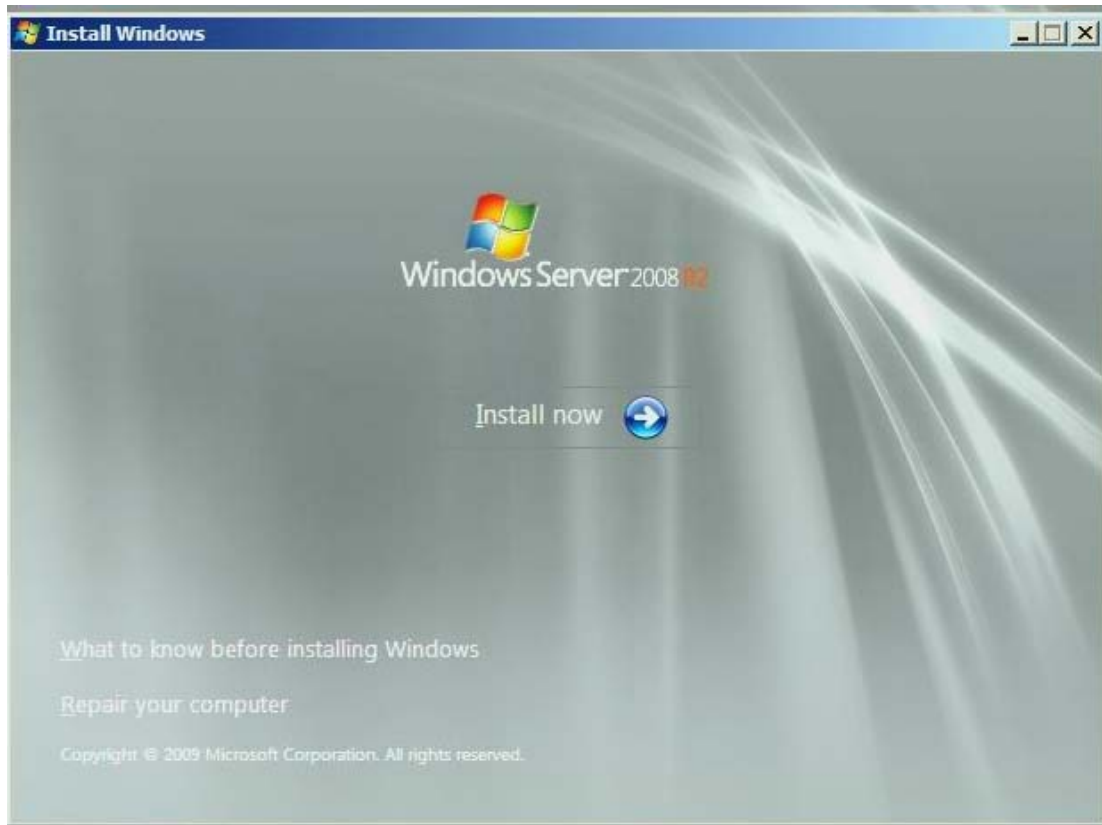 Install Windows
Windows Server 2008 R2
Install now
What to know before installing Windows
Repair your computer
Copyright © 2009 Microsoft Corporation. All rights reserved.